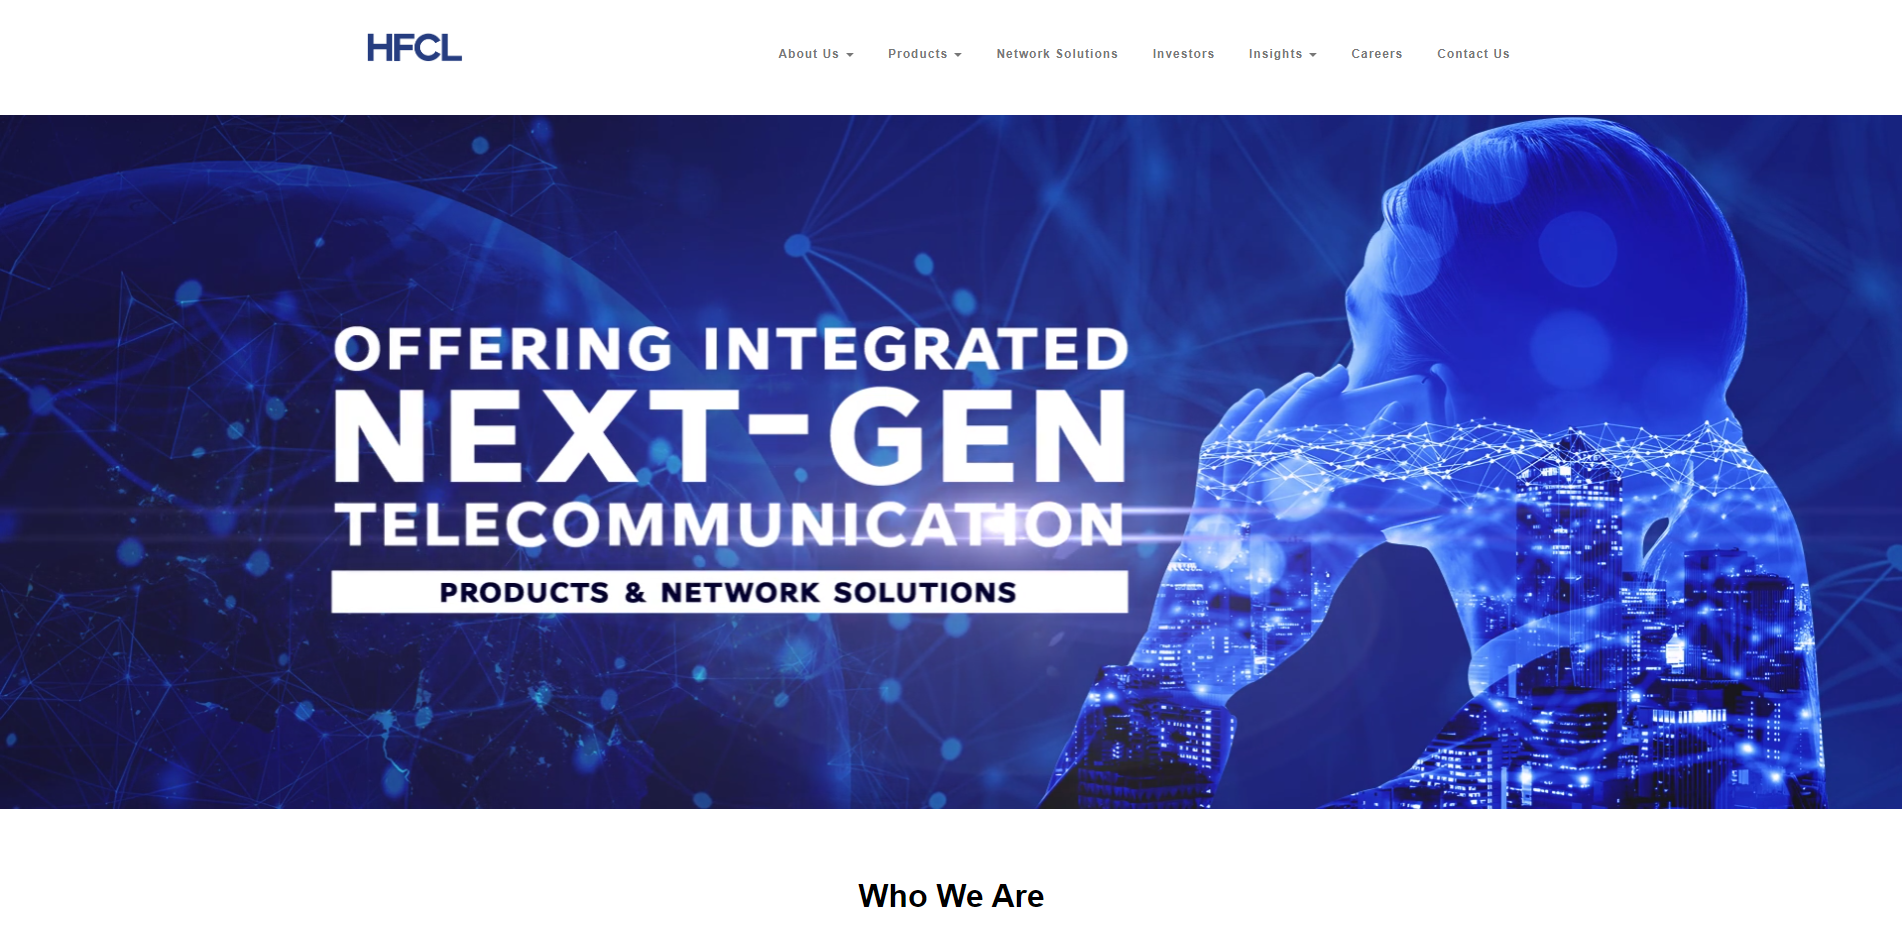 HFCL
About Us
Products
Network Solutions
Investors
Insights
Careers
Contact Us
OFFERING INTEGRATED
NEXT-GEN
TELECOMMUNICATION
PRODUCTS & NETWORK SOLUTIONS
Who We Are